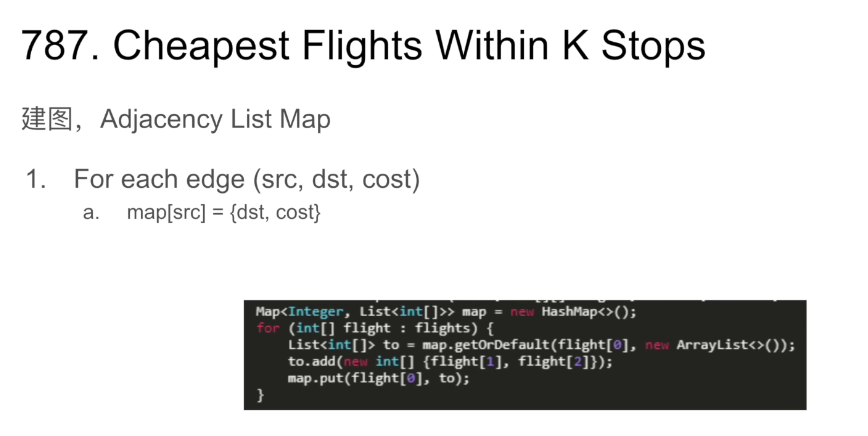 787. Cheapest Flights Within K Stops
建图，Adjacency List Map
1. For each edge (src, dst, cost)
a. map[src] = {dst, cost}
Map<Integer, List<int[]>> map = new HashMap<>();
for (int[] flight : flights) {
    List<int[]> to = map.getOrDefault(flight[0], new ArrayList<>());
    to.add(new int[] {flight[1], flight[2]});
    map.put(flight[0], to);
}